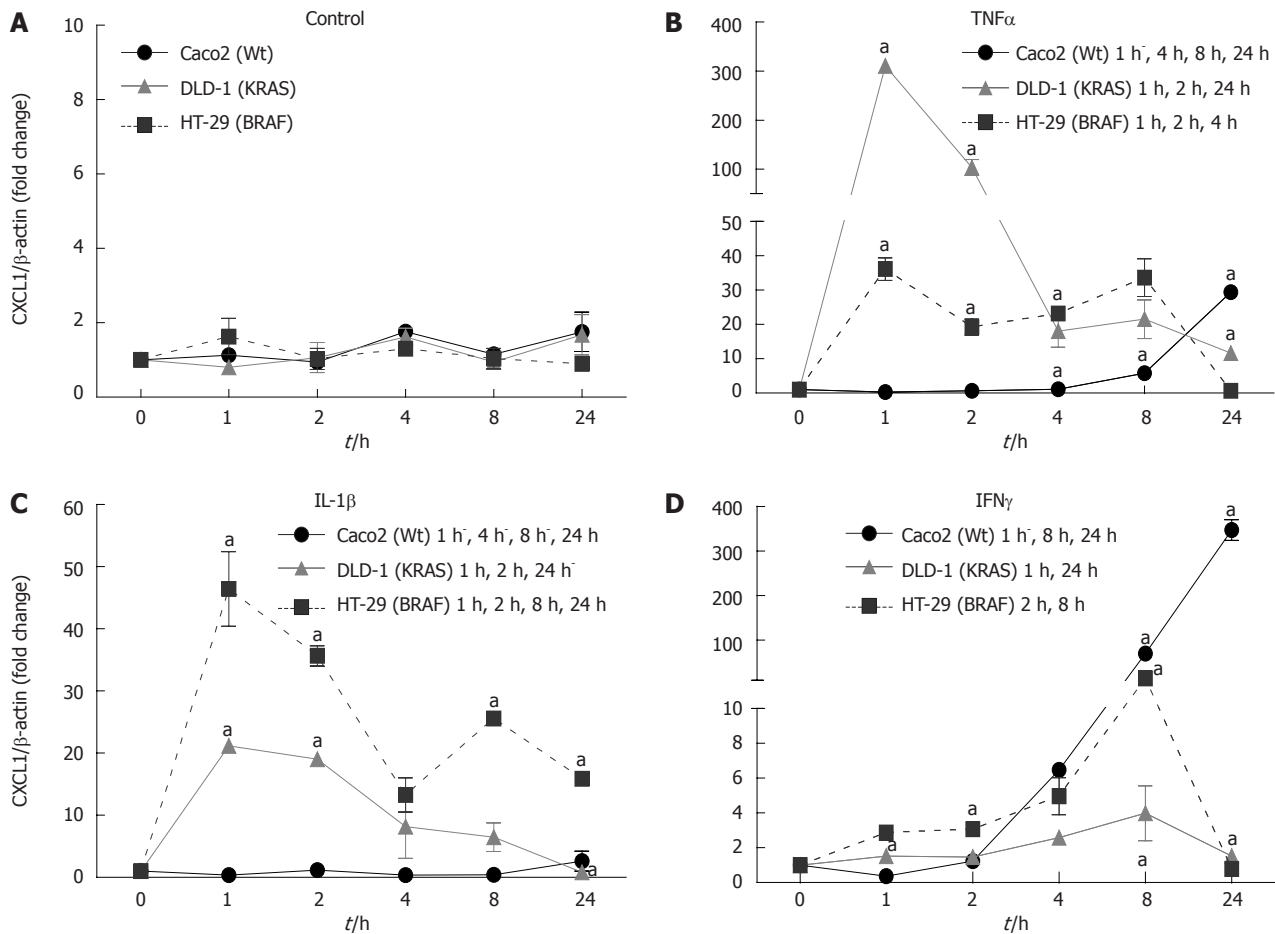 A
Control
CXCL1/β-actin (fold change)
10
8
6
4
2
0
Caco2 (Wt)
DLD-1 (KRAS)
HT-29 (BRAF)
0 1 2 4 8 24
t/h
B
TNFα
400
300
200
100
50
40
30
20
10
0
Caco2 (Wt) 1 h⁻, 4 h, 8 h, 24 h
DLD-1 (KRAS) 1 h, 2 h, 24 h
HT-29 (BRAF) 1 h, 2 h, 4 h
a
a
a
a
a
a
a
a
a
0 1 2 4 8 24
t/h
C
IL-1β
CXCL1/β-actin (fold change)
60
50
40
30
20
10
0
Caco2 (Wt) 1 h⁻, 4 h⁻, 8 h⁻, 24 h
DLD-1 (KRAS) 1 h, 2 h, 24 h⁻
HT-29 (BRAF) 1 h, 2 h, 8 h, 24 h
a
a
a
a
a
a
a
0 1 2 4 8 24
t/h
D
IFNγ
400
300
200
100
10
8
6
4
2
0
Caco2 (Wt) 1 h⁻, 8 h, 24 h
DLD-1 (KRAS) 1 h, 24 h
HT-29 (BRAF) 2 h, 8 h
a
a
a
a
a
a
a
0 1 2 4 8 24
t/h